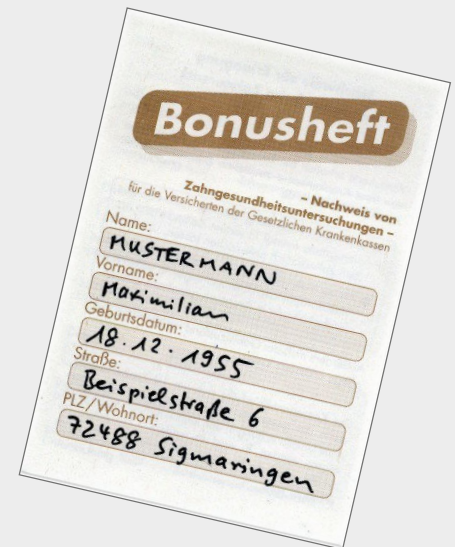 Bonusheft
– Nachweis von
Zahngesundheitsuntersuchungen –
für die Versicherten der Gesetzlichen Krankenkassen
Name:
MUSTERMANN
Vorname:
Maximilian
Geburtsdatum:
18.12.1955
Straße:
Beispielstraße 6
PLZ/Wohnort:
72488 Sigmaringen